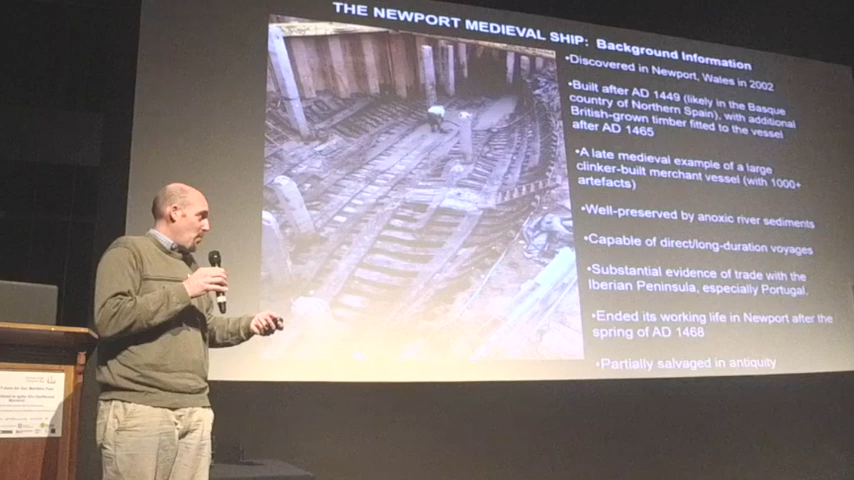 THE NEWPORT MEDIEVAL SHIP: Background Information
•Discovered in Newport, Wales in 2002
•Built after AD 1449 (likely in the Basque
country of Northern Spain), with additional
British-grown timber fitted to the vessel
after AD 1465
•A late medieval example of a large
clinker-built merchant vessel (with 1000+
artefacts)
•Well-preserved by anoxic river sediments
•Capable of direct/long-duration voyages
•Substantial evidence of trade with the
Iberian Peninsula, especially Portugal.
•Ended its working life in Newport after the
spring of AD 1468
•Partially salvaged in antiquity